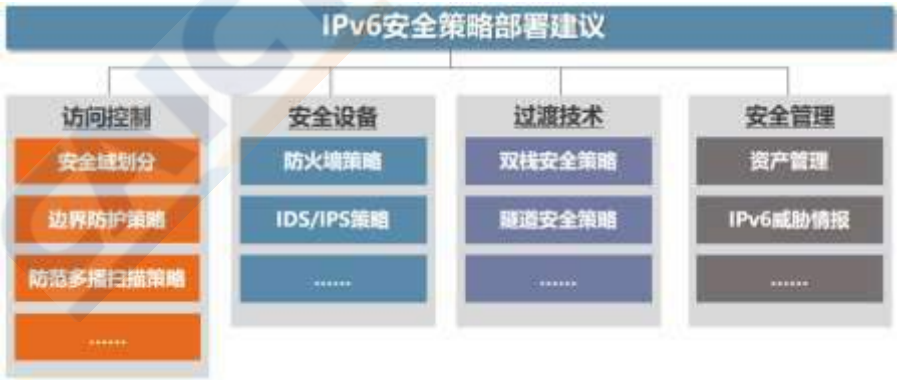 IPv6安全策略部署建议
访问控制
安全域划分
边界防护策略
防范多播扫描策略
......
安全设备
防火墙策略
IDS/IPS策略
......
过渡技术
双栈安全策略
隧道安全策略
......
安全管理
资产管理
IPv6威胁情报
......
CAICT